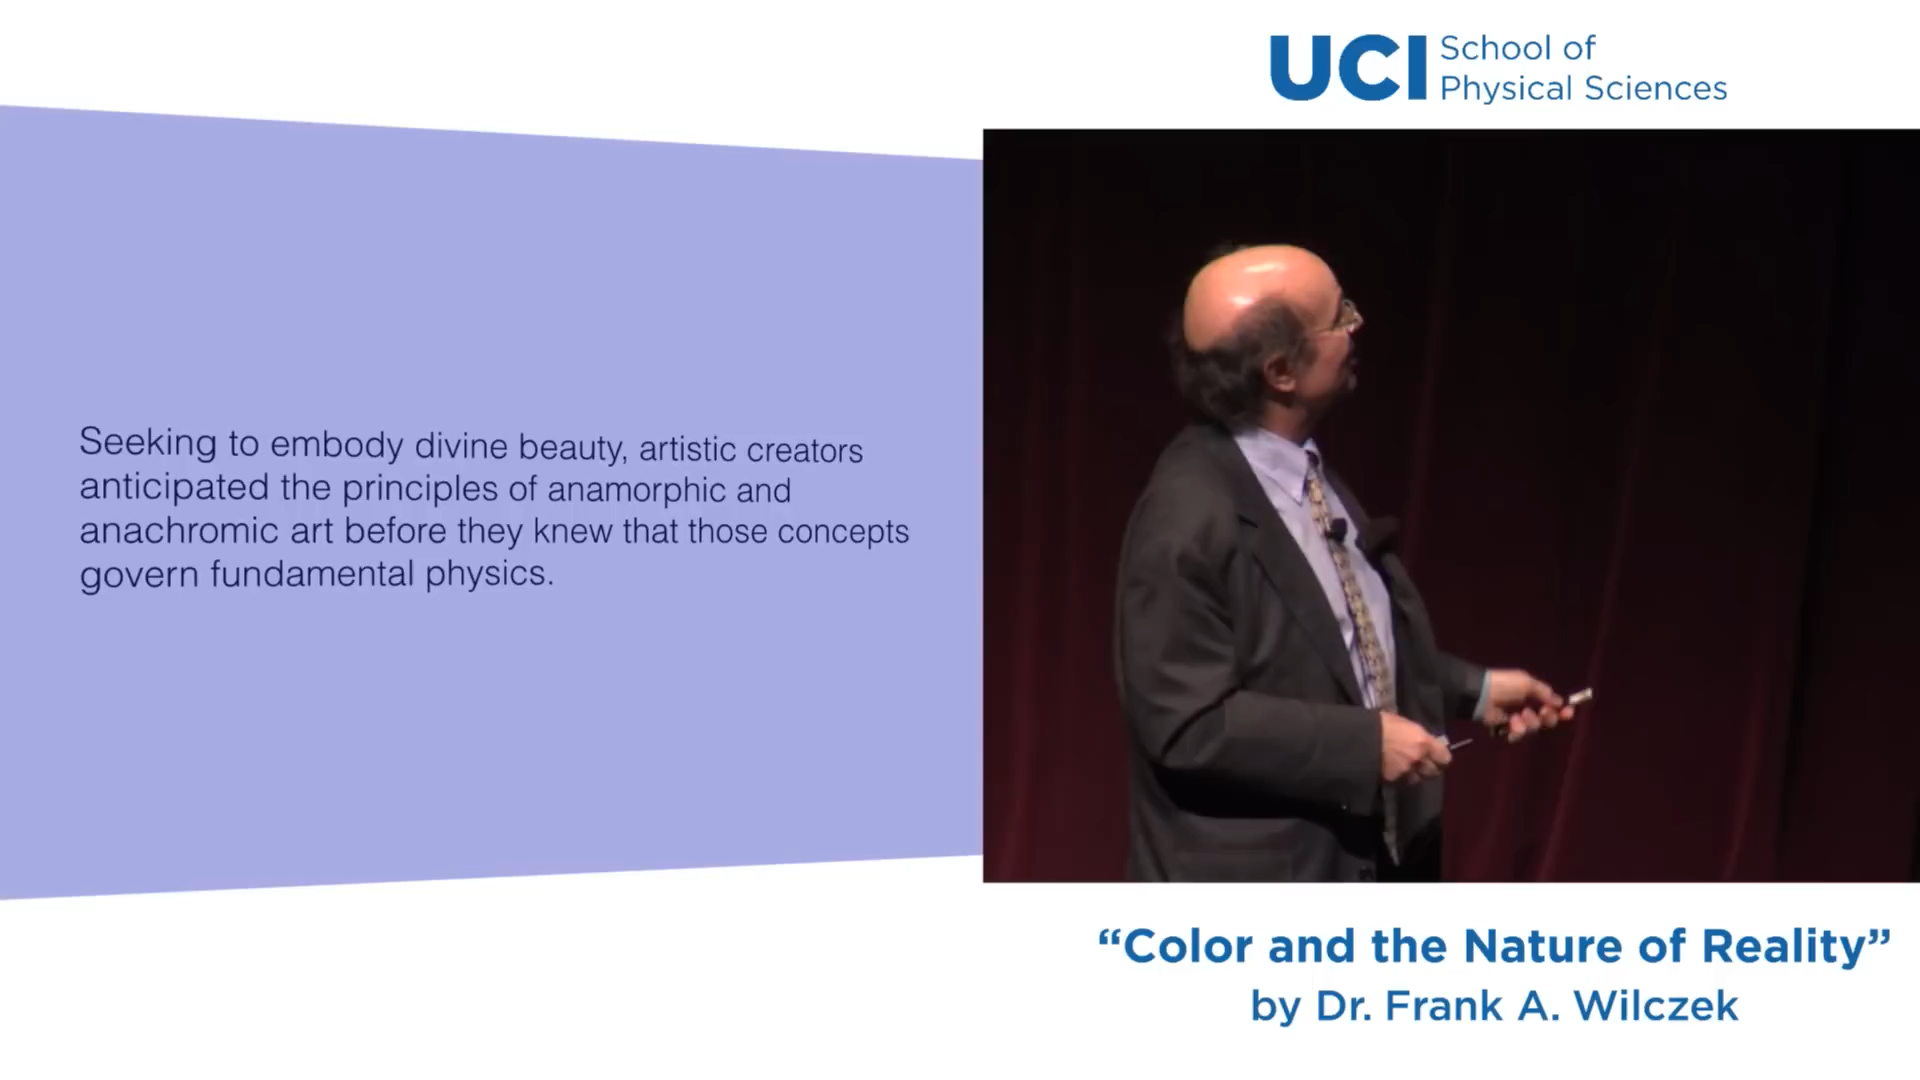 UCI School of
Physical Sciences
Seeking to embody divine beauty, artistic creators
anticipated the principles of anamorphic and
anachromic art before they knew that those concepts
govern fundamental physics.
“Color and the Nature of Reality”
by Dr. Frank A. Wilczek